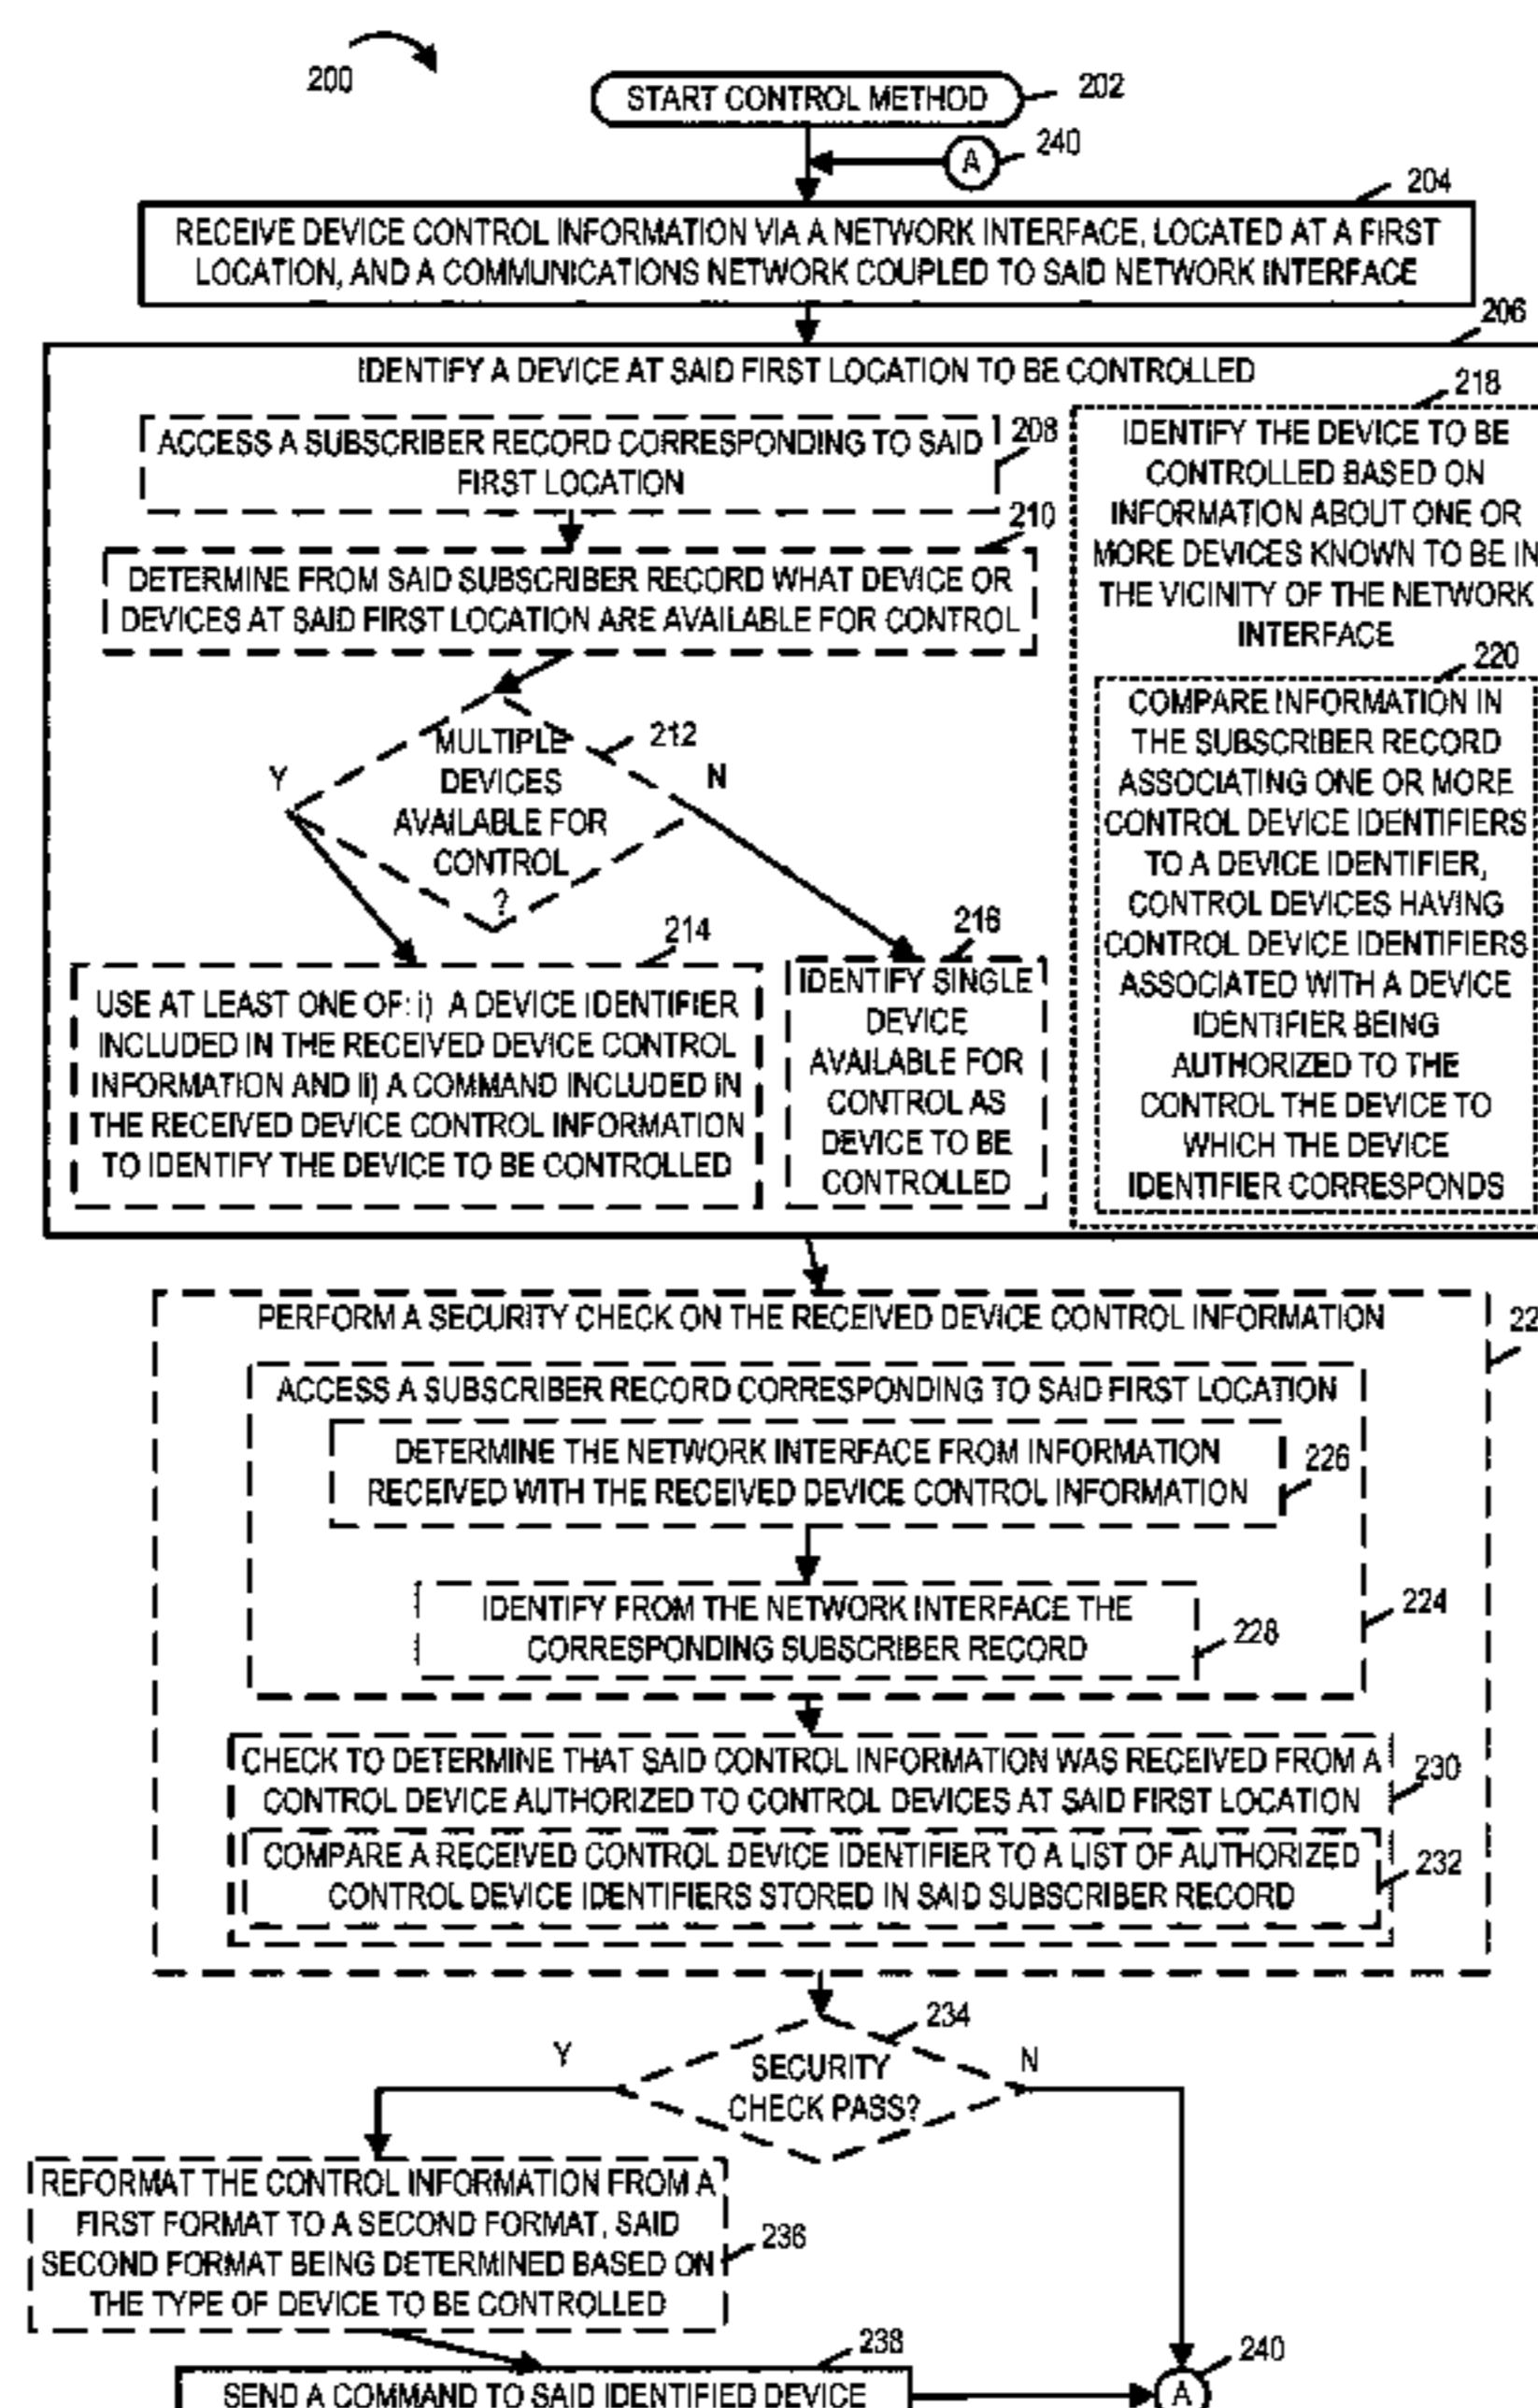 200
START CONTROL METHOD
202
A
240
204
RECEIVE DEVICE CONTROL INFORMATION VIA A NETWORK INTERFACE, LOCATED AT A FIRST
LOCATION, AND A COMMUNICATIONS NETWORK COUPLED TO SAID NETWORK INTERFACE
206
IDENTIFY A DEVICE AT SAID FIRST LOCATION TO BE CONTROLLED
ACCESS A SUBSCRIBER RECORD CORRESPONDING TO SAID
FIRST LOCATION
208
210
DETERMINE FROM SAID SUBSCRIBER RECORD WHAT DEVICE OR
DEVICES AT SAID FIRST LOCATION ARE AVAILABLE FOR CONTROL
212
MULTIPLE
DEVICES
AVAILABLE FOR
CONTROL
?
Y
N
214
USE AT LEAST ONE OF: i) A DEVICE IDENTIFIER
INCLUDED IN THE RECEIVED DEVICE CONTROL
INFORMATION AND ii) A COMMAND INCLUDED IN
THE RECEIVED DEVICE CONTROL INFORMATION
TO IDENTIFY THE DEVICE TO BE CONTROLLED
216
IDENTIFY SINGLE
DEVICE
AVAILABLE FOR
CONTROL AS
DEVICE TO BE
CONTROLLED
218
IDENTIFY THE DEVICE TO BE
CONTROLLED BASED ON
INFORMATION ABOUT ONE OR
MORE DEVICES KNOWN TO BE IN
THE VICINITY OF THE NETWORK
INTERFACE
220
COMPARE INFORMATION IN
THE SUBSCRIBER RECORD
ASSOCIATING ONE OR MORE
CONTROL DEVICE IDENTIFIERS
TO A DEVICE IDENTIFIER,
CONTROL DEVICES HAVING
CONTROL DEVICE IDENTIFIERS
ASSOCIATED WITH A DEVICE
IDENTIFIER BEING
AUTHORIZED TO THE
CONTROL THE DEVICE TO
WHICH THE DEVICE
IDENTIFIER CORRESPONDS
PERFORM A SECURITY CHECK ON THE RECEIVED DEVICE CONTROL INFORMATION
22
ACCESS A SUBSCRIBER RECORD CORRESPONDING TO SAID FIRST LOCATION
DETERMINE THE NETWORK INTERFACE FROM INFORMATION
RECEIVED WITH THE RECEIVED DEVICE CONTROL INFORMATION
226
IDENTIFY FROM THE NETWORK INTERFACE THE
CORRESPONDING SUBSCRIBER RECORD
228
224
CHECK TO DETERMINE THAT SAID CONTROL INFORMATION WAS RECEIVED FROM A
CONTROL DEVICE AUTHORIZED TO CONTROL DEVICES AT SAID FIRST LOCATION
230
COMPARE A RECEIVED CONTROL DEVICE IDENTIFIER TO A LIST OF AUTHORIZED
CONTROL DEVICE IDENTIFIERS STORED IN SAID SUBSCRIBER RECORD
232
234
SECURITY
CHECK PASS?
Y
N
REFORMAT THE CONTROL INFORMATION FROM A
FIRST FORMAT TO A SECOND FORMAT, SAID
SECOND FORMAT BEING DETERMINED BASED ON
THE TYPE OF DEVICE TO BE CONTROLLED
236
238
SEND A COMMAND TO SAID IDENTIFIED DEVICE
240
A